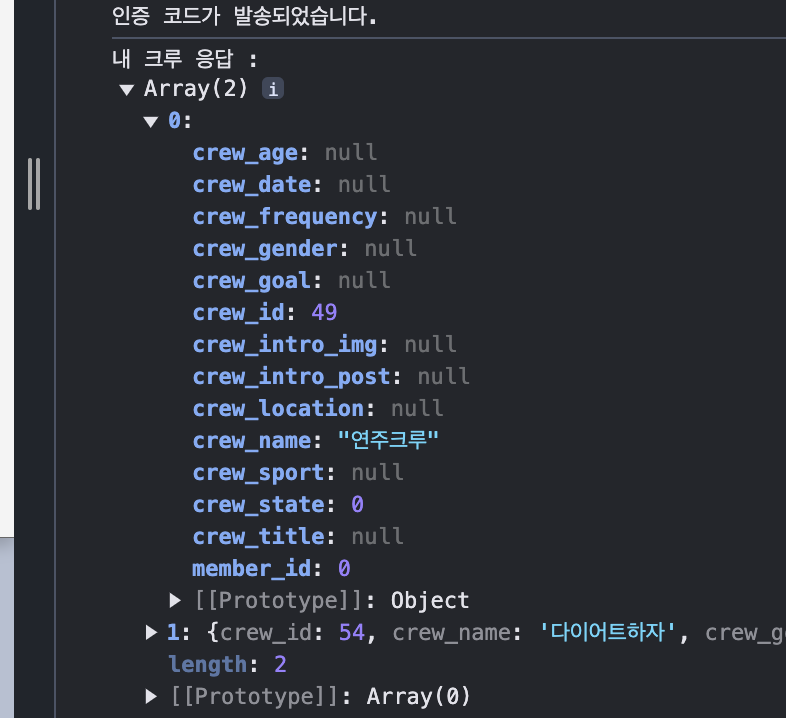 인증 코드가 발송되었습니다.
내 크루 응답 :
▼ Array(2) i
▼ 0:
crew_age: null
crew_date: null
crew_frequency: null
crew_gender: null
crew_goal: null
crew_id: 49
crew_intro_img: null
crew_intro_post: null
crew_location: null
crew_name: "연주크루"
crew_sport: null
crew_state: 0
crew_title: null
member_id: 0
▶ [[Prototype]]: Object
▶ 1: {crew_id: 54, crew_name: '다이어트하자', crew_g
length: 2
▶ [[Prototype]]: Array(0)